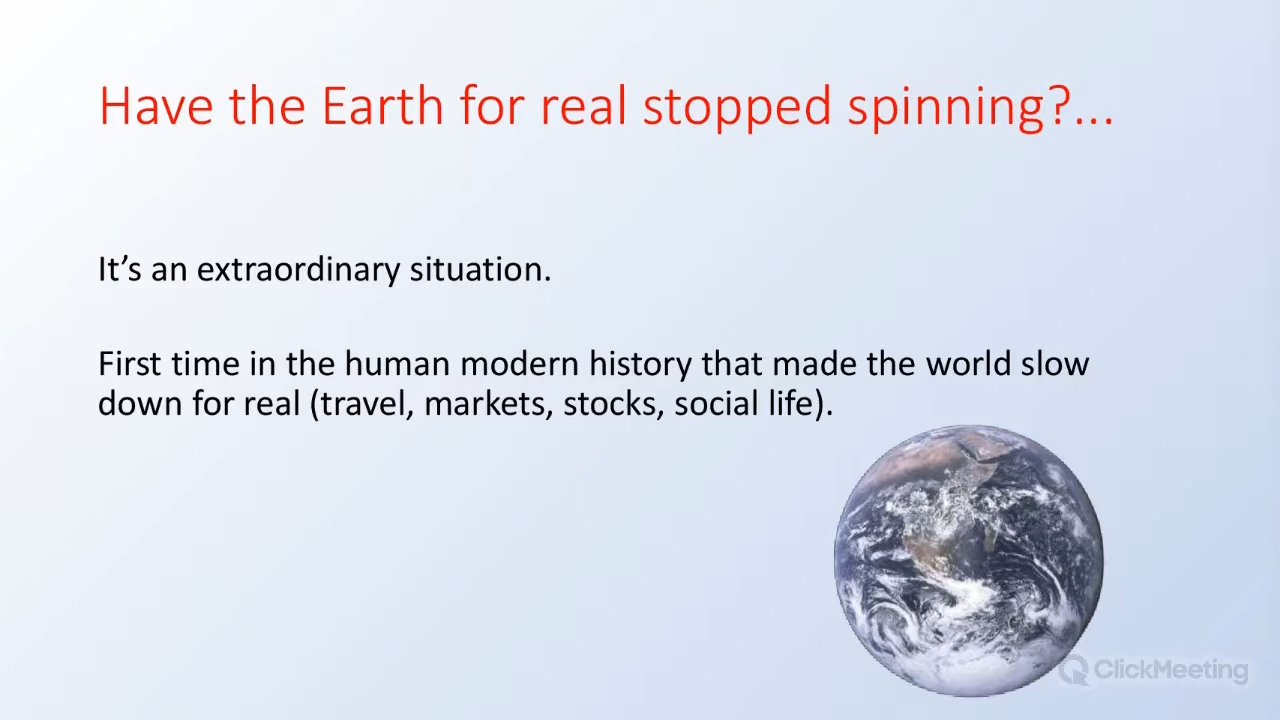 Have the Earth for real stopped spinning?...
It’s an extraordinary situation.
First time in the human modern history that made the world slow
down for real (travel, markets, stocks, social life).
ClickMeeting